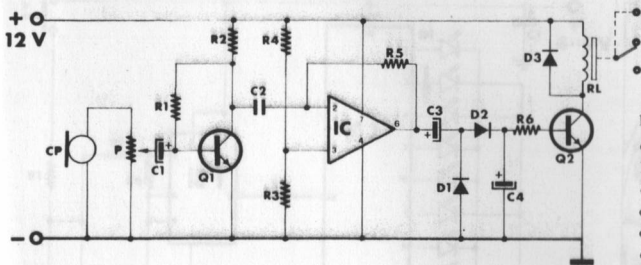 +
12 V
R2
R4
R5
D3
RL
R1
C2
2
7
IC
6
C3
D2
R6
CP
P
+
C1
Q1
3
4
+
Q2
R3
D1
+
C4
−